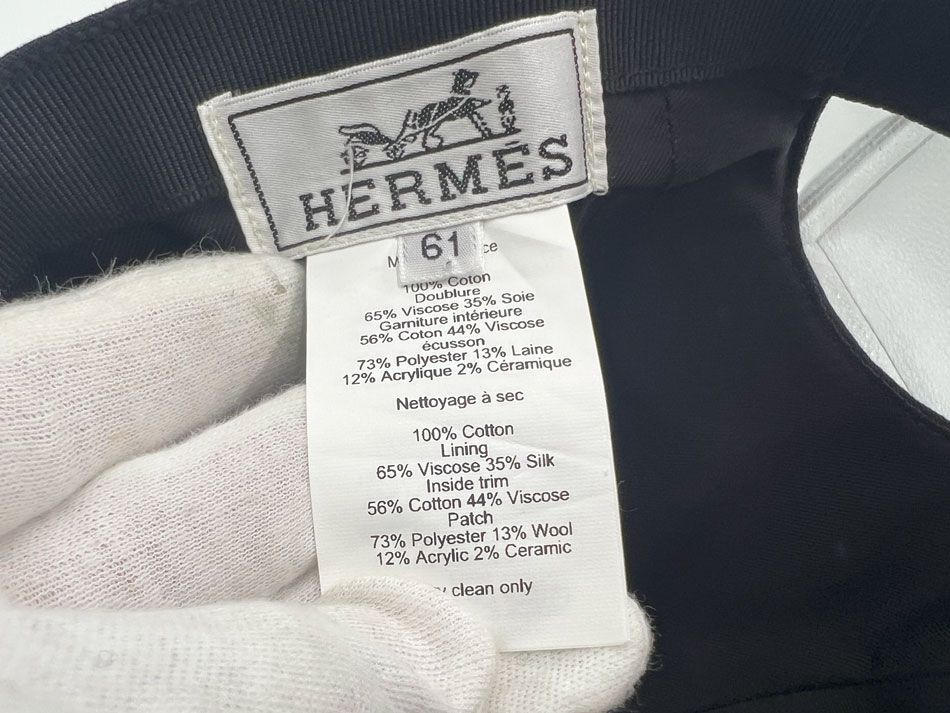 HERMÈS
61
100% Coton
Doublure
65% Viscose 35% Soie
Garniture intérieure
56% Coton 44% Viscose
écusson
73% Polyester 13% Laine
12% Acrylique 2% Céramique
Nettoyage à sec
100% Cotton
Lining
65% Viscose 35% Silk
Inside trim
56% Cotton 44% Viscose
Patch
73% Polyester 13% Wool
12% Acrylic 2% Ceramic
clean only